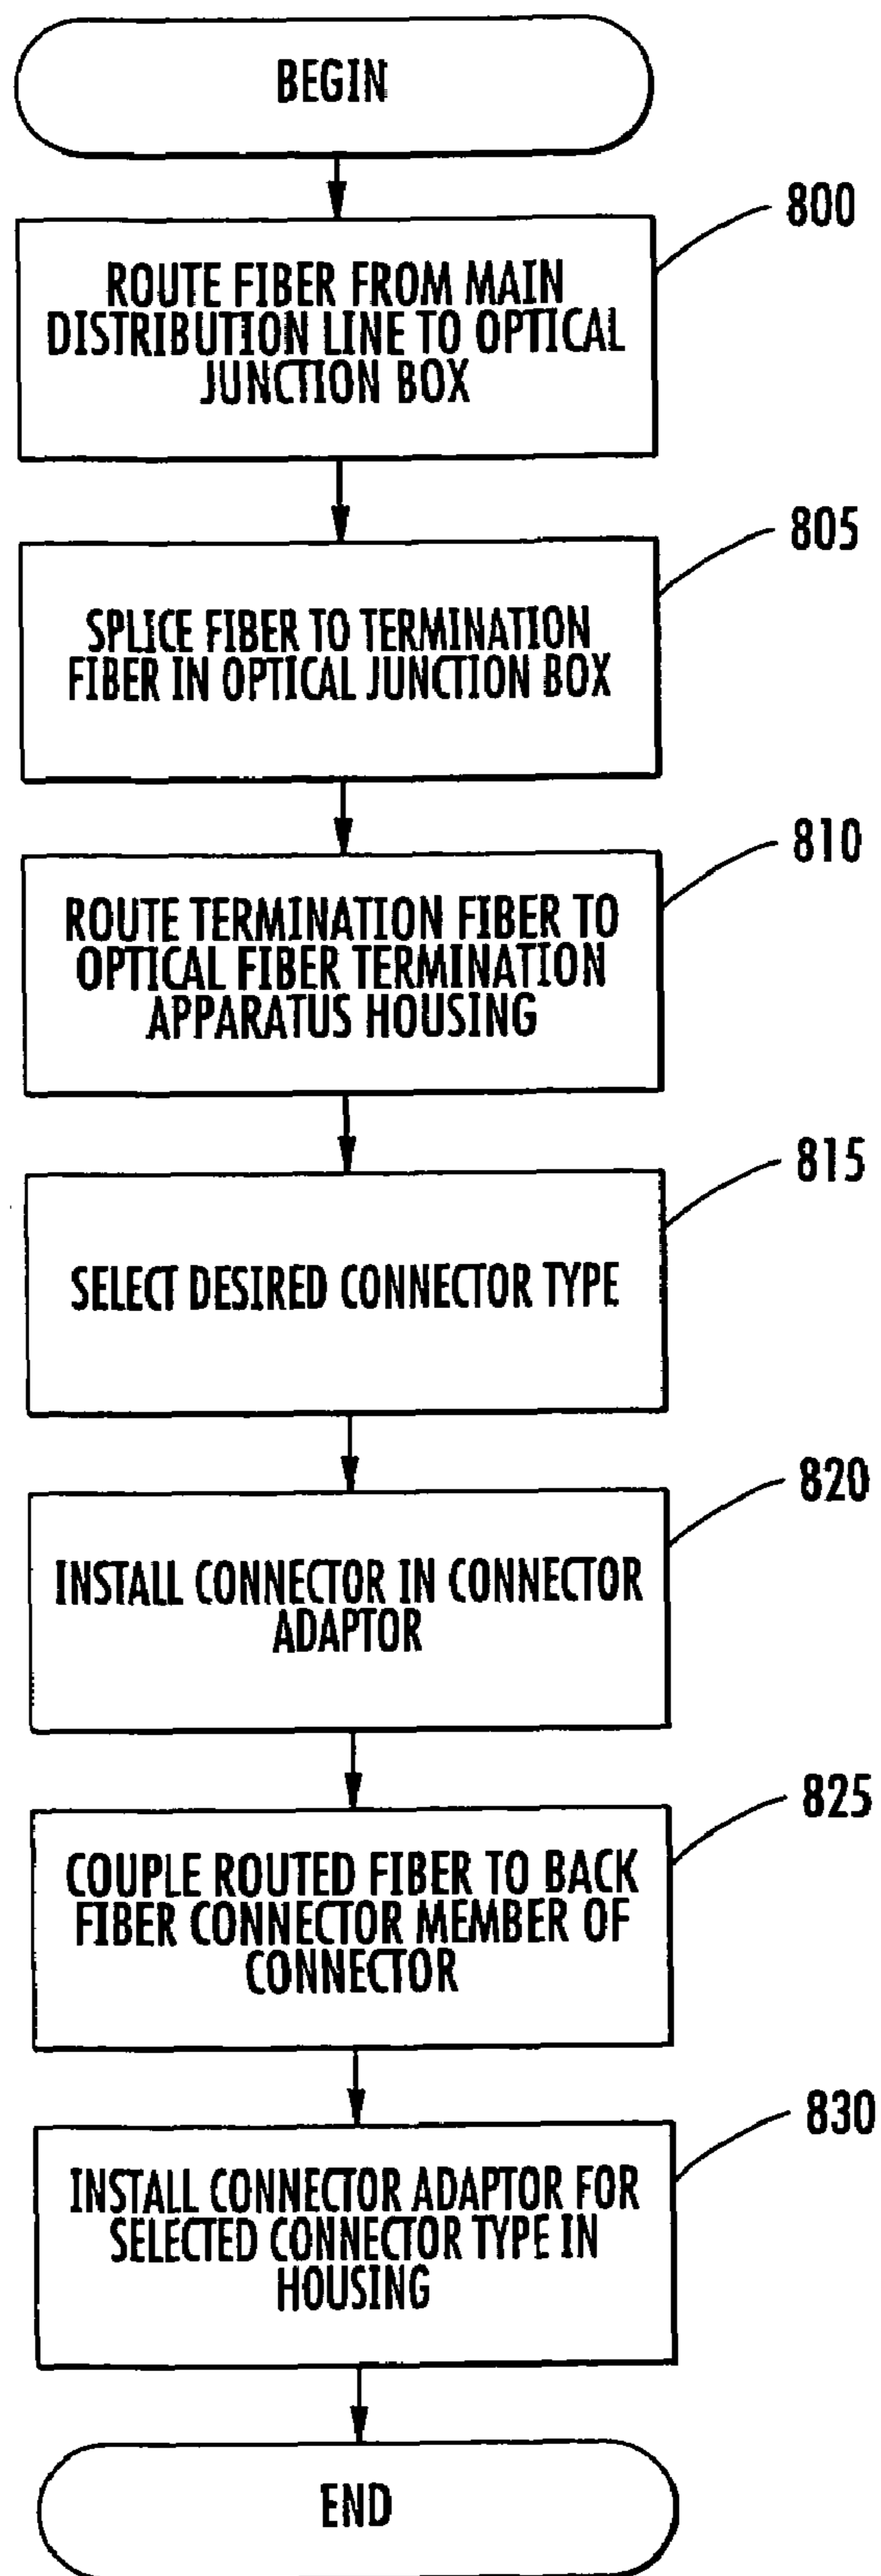 BEGIN
800
ROUTE FIBER FROM MAIN
DISTRIBUTION LINE TO OPTICAL
JUNCTION BOX
805
SPLICE FIBER TO TERMINATION
FIBER IN OPTICAL JUNCTION BOX
810
ROUTE TERMINATION FIBER TO
OPTICAL FIBER TERMINATION
APPARATUS HOUSING
815
SELECT DESIRED CONNECTOR TYPE
820
INSTALL CONNECTOR IN CONNECTOR
ADAPTOR
825
COUPLE ROUTED FIBER TO BACK
FIBER CONNECTOR MEMBER OF
CONNECTOR
830
INSTALL CONNECTOR ADAPTOR FOR
SELECTED CONNECTOR TYPE IN
HOUSING
END